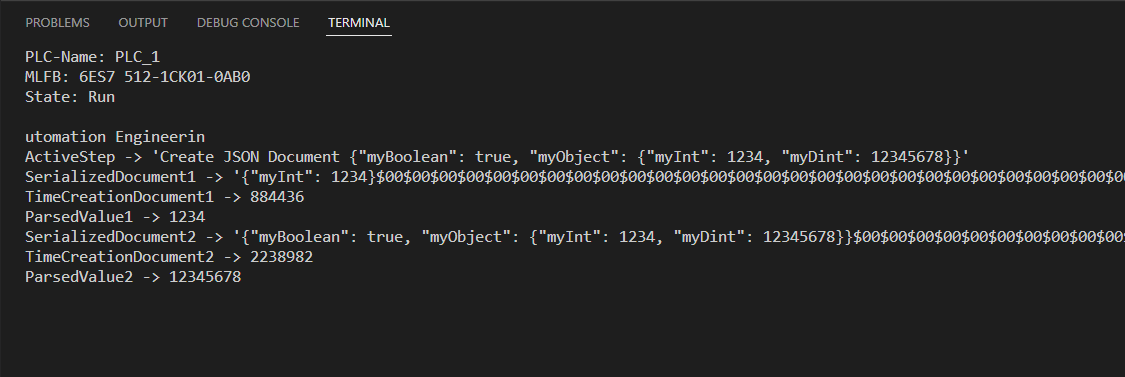 PROBLEMS OUTPUT DEBUG CONSOLE TERMINAL
PLC-Name: PLC_1
MLFB: 6ES7 512-1CK01-0AB0
State: Run
utomation Engineerin
ActiveStep -> 'Create JSON Document {"myBoolean": true, "myObject": {"myInt": 1234, "myDint": 12345678}}'
SerializedDocument1 -> '{"myInt": 1234}$00$00$00$00$00$00$00$00$00$00$00$00$00$00$00$00$00$00$00$00$00$00$00$00$00$00$00$0
TimeCreationDocument1 -> 884436
ParsedValue1 -> 1234
SerializedDocument2 -> '{"myBoolean": true, "myObject": {"myInt": 1234, "myDint": 12345678}}$00$00$00$00$00$00$00$00$00$00
TimeCreationDocument2 -> 2238982
ParsedValue2 -> 12345678